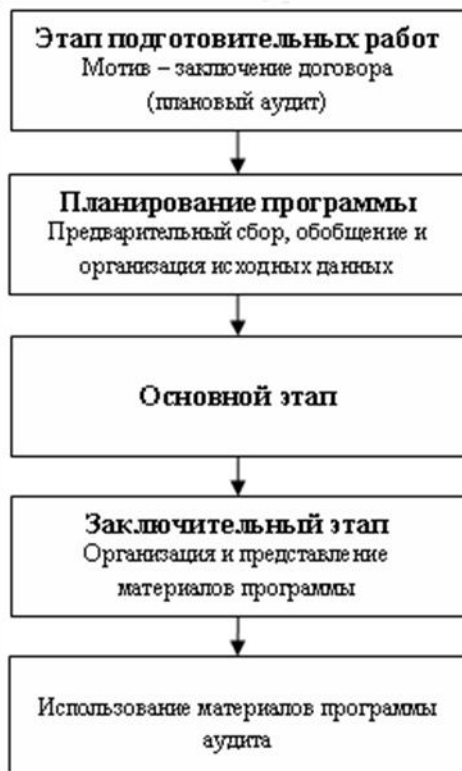 Этап подготовительных работ
Мотив – заключение договора
(плановый аудит)
Планирование программы
Предварительный сбор, обобщение и
организация исходных данных
Основной этап
Заключительный этап
Организация и представление
материалов программы
Использование материалов программы
аудита